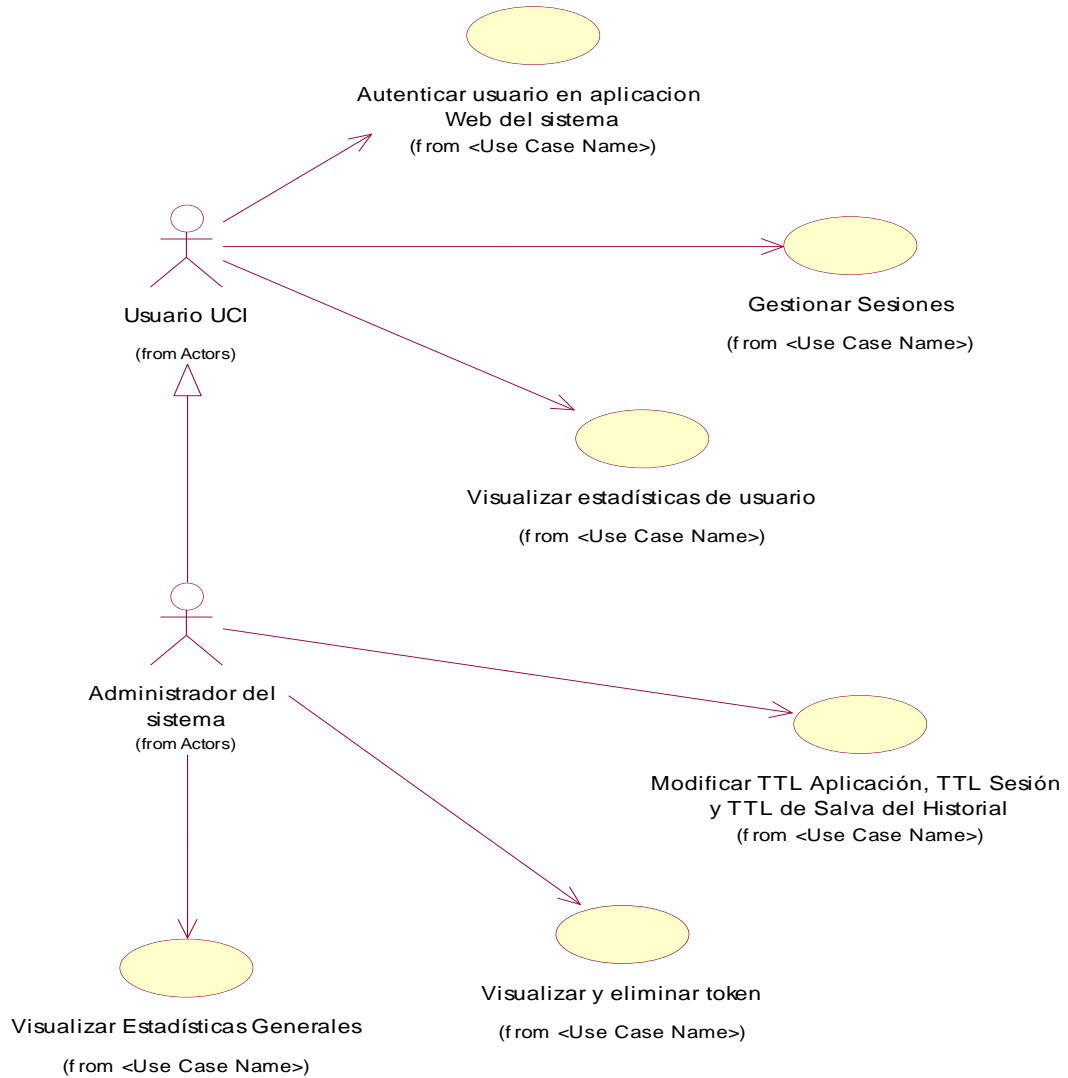 Autenticar usuario en aplicacion
Web del sistema
(from <Use Case Name>)
Usuario UCI
(from Actors)
Gestionar Sesiones
(from <Use Case Name>)
Visualizar estadísticas de usuario
(from <Use Case Name>)
Administrador del
sistema
(from Actors)
Modificar TTL Aplicación, TTL Sesión
y TTL de Salva del Historial
(from <Use Case Name>)
Visualizar y eliminar token
(from <Use Case Name>)
Visualizar Estadísticas Generales
(from <Use Case Name>)